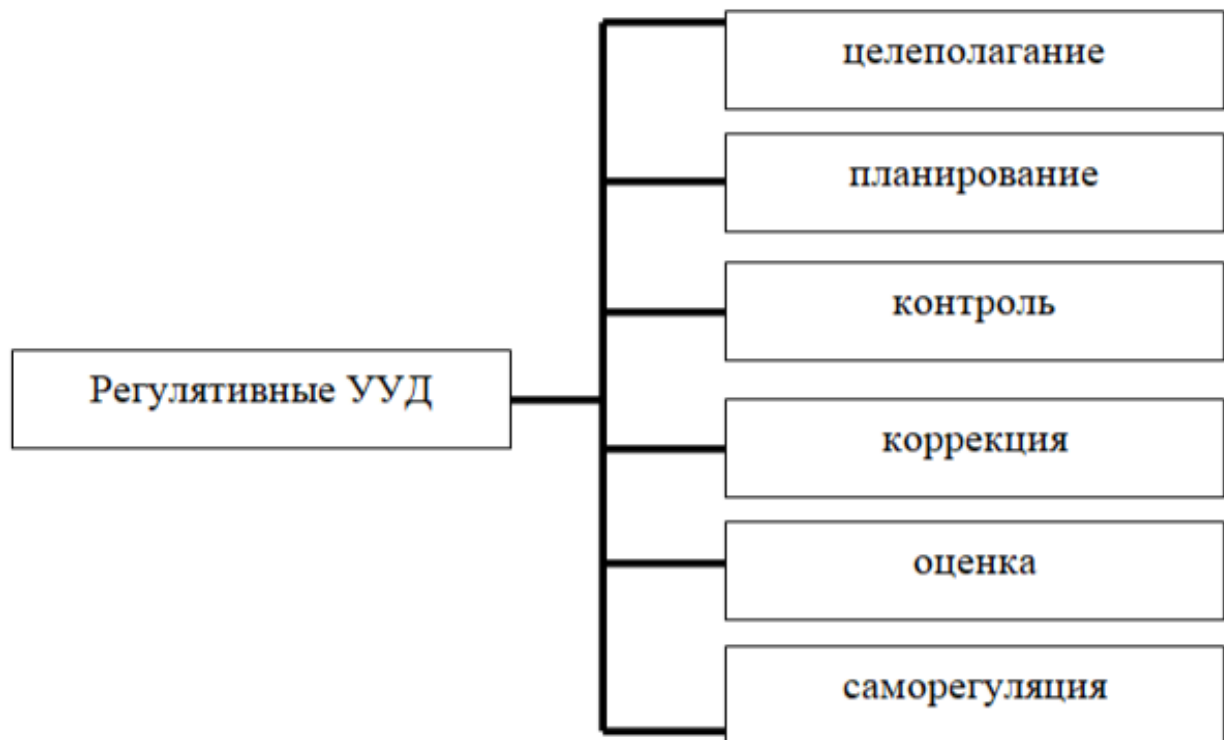 целеполагание
планирование
контроль
Регулятивные УУД
коррекция
оценка
саморегуляция